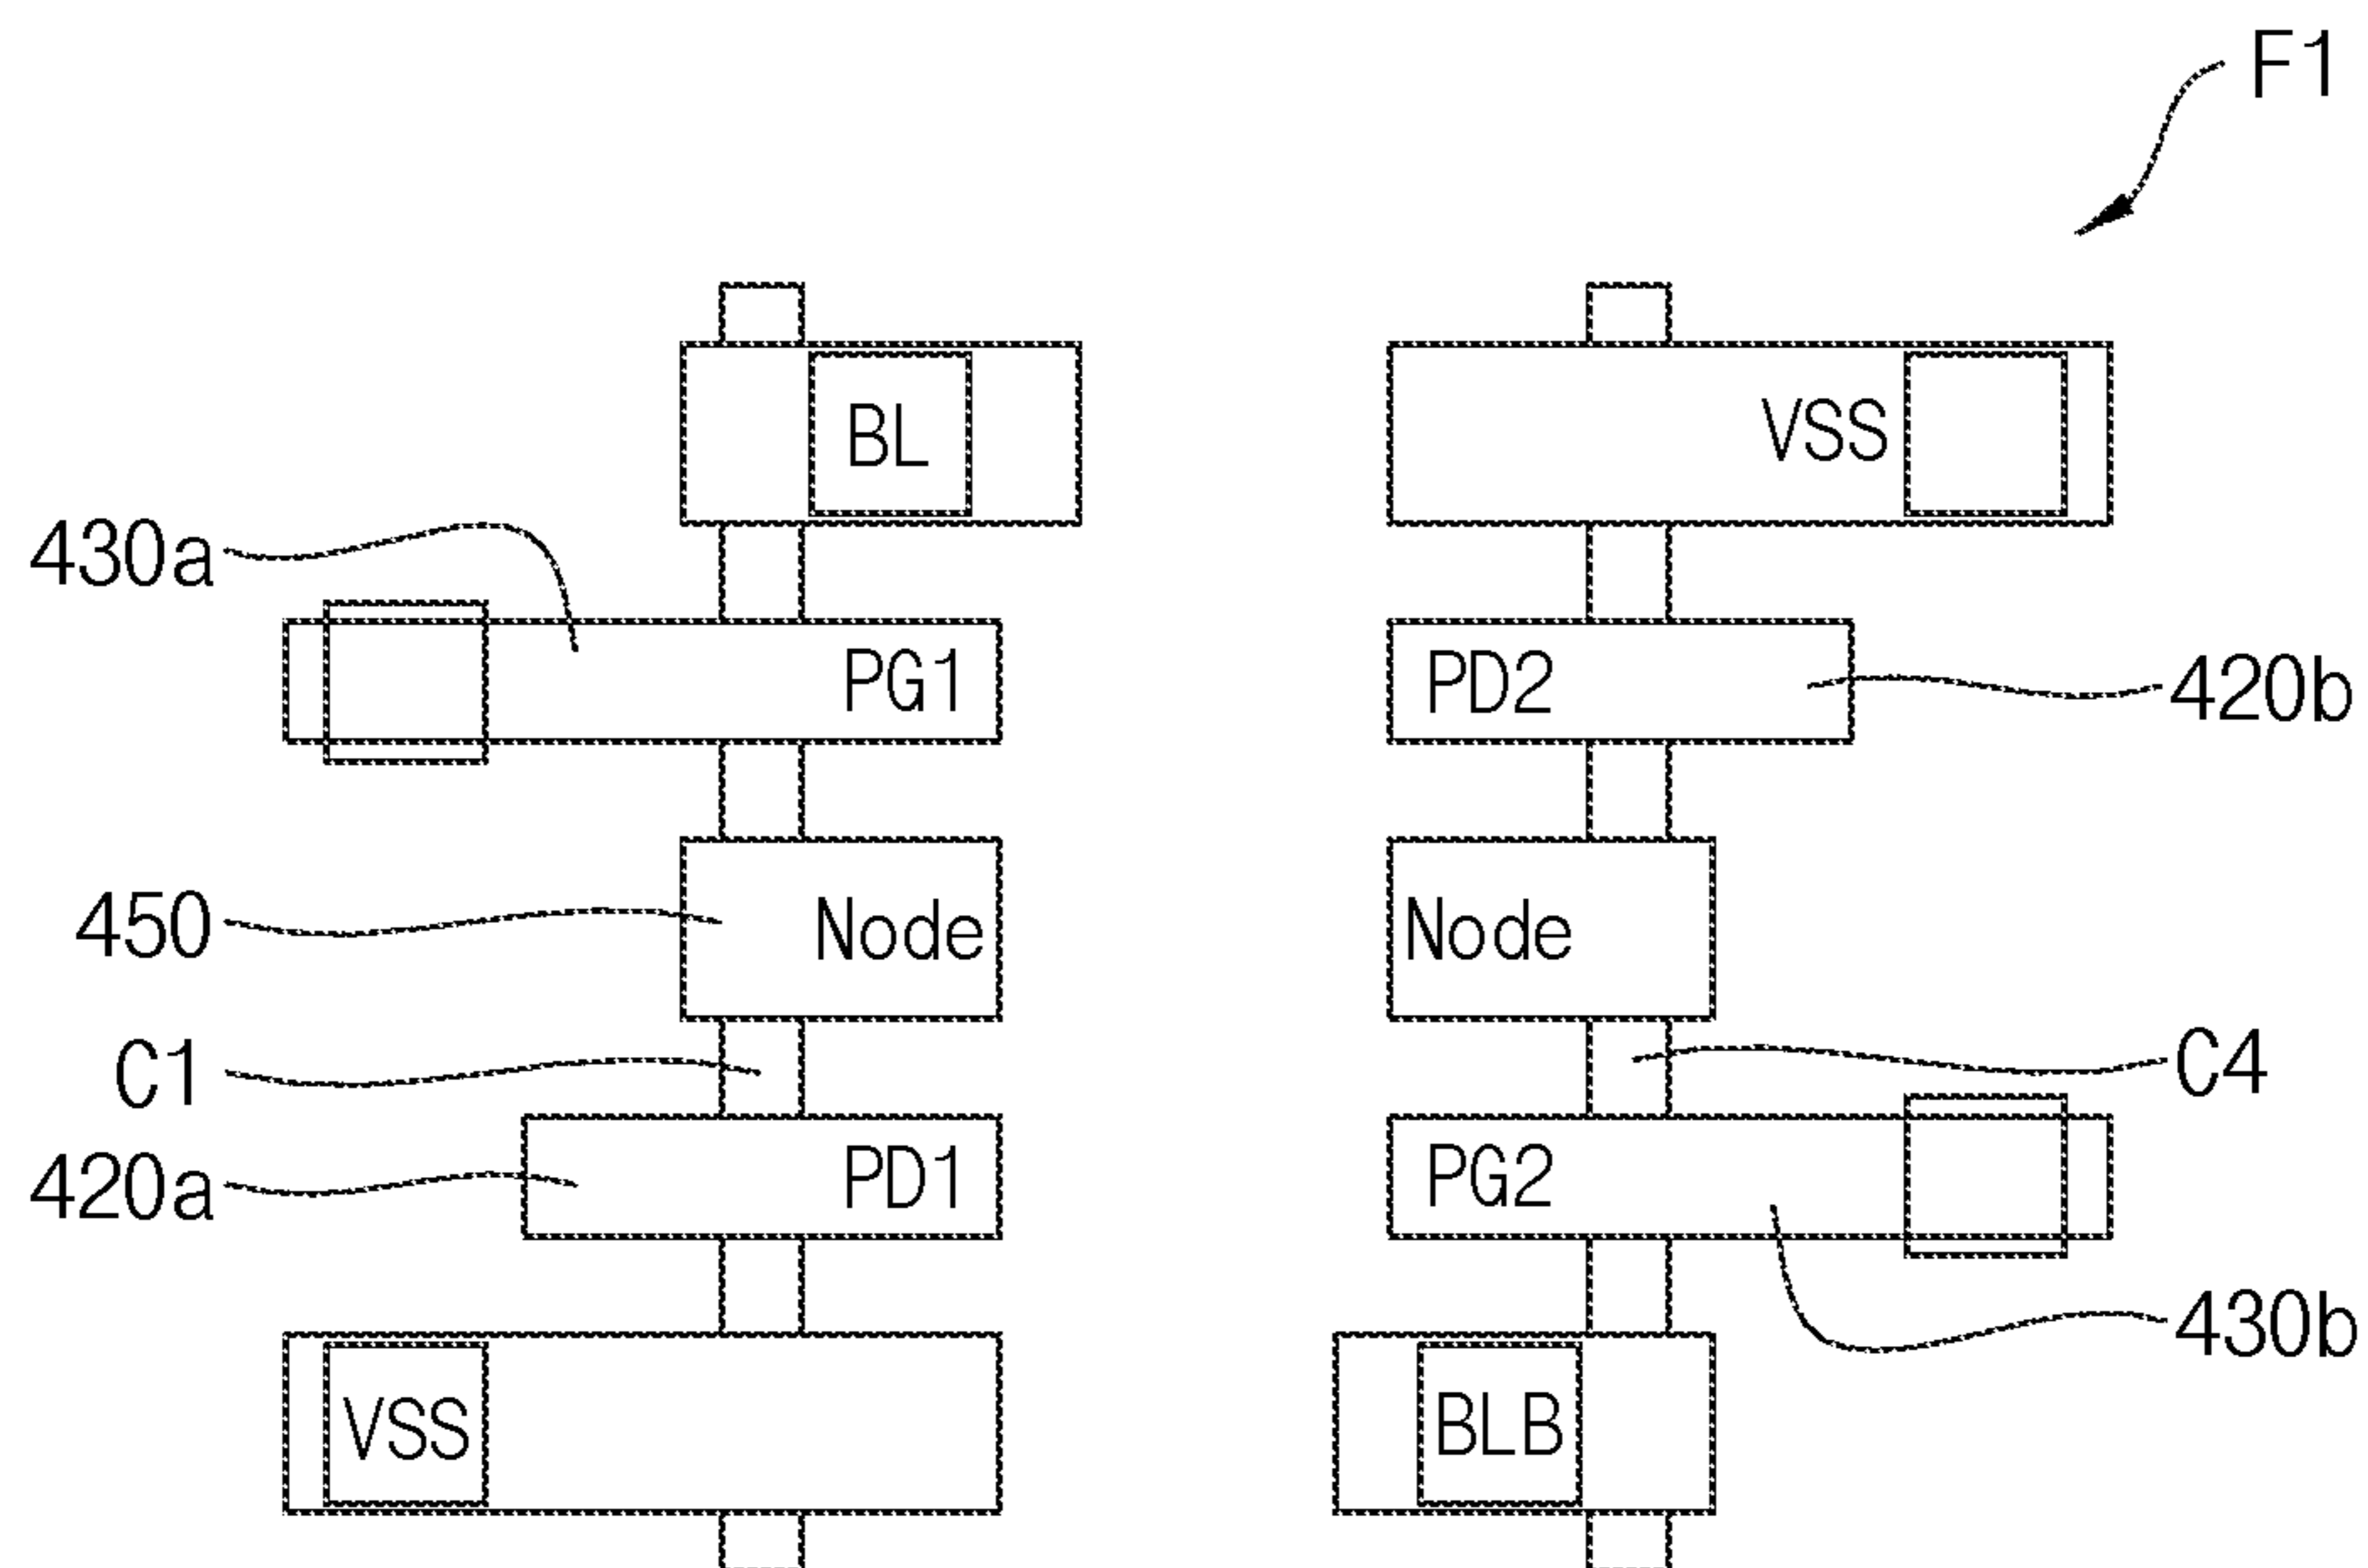 F1
BL
VSS
430a
PG1
PD2
420b
450
Node
Node
C1
C4
420a
PD1
PG2
430b
VSS
BLB